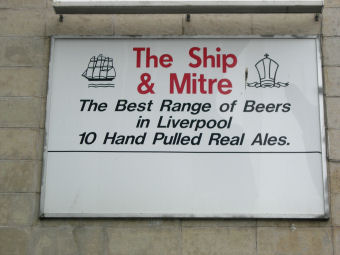 The Ship
& Mitre
The Best Range of Beers
in Liverpool
10 Hand Pulled Real Ales.